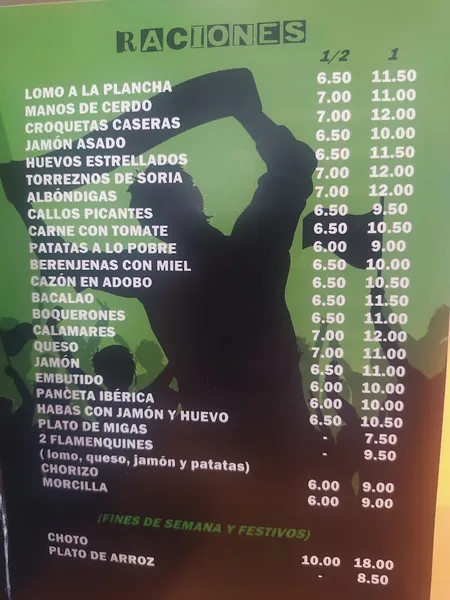 RACIONES
1/2 1
LOMO A LA PLANCHA 6.50 11.50
MANOS DE CERDO 7.00 11.00
CROQUETAS CASERAS 7.00 12.00
JAMÓN ASADO 6.50 10.00
HUEVOS ESTRELLADOS 6.50 11.50
TORREZNOS DE SORIA 7.00 12.00
ALBÓNDIGAS 7.00 12.00
CALLOS PICANTES 6.50 9.50
CARNE CON TOMATE 6.50 10.50
PATATAS A LO POBRE 6.00 9.00
BERENJENAS CON MIEL 6.50 10.00
CAZÓN EN ADOBO 6.50 10.50
BACALAO 6.50 11.50
BOQUERONES 6.50 11.00
CALAMARES 7.00 12.00
QUESO 7.00 11.00
JAMÓN 6.50 11.00
EMBUTIDO 6.00 10.00
PANCETA IBÉRICA 6.00 10.00
HABAS CON JAMÓN Y HUEVO 6.50 10.50
PLATO DE MIGAS - 7.50
2 FLAMENQUINES - 9.50
( lomo, queso, jamón y patatas)
CHORIZO 6.00 9.00
MORCILLA 6.00 9.00
(FINES DE SEMANA Y FESTIVOS)
CHOTO 10.00 18.00
PLATO DE ARROZ - 8.50